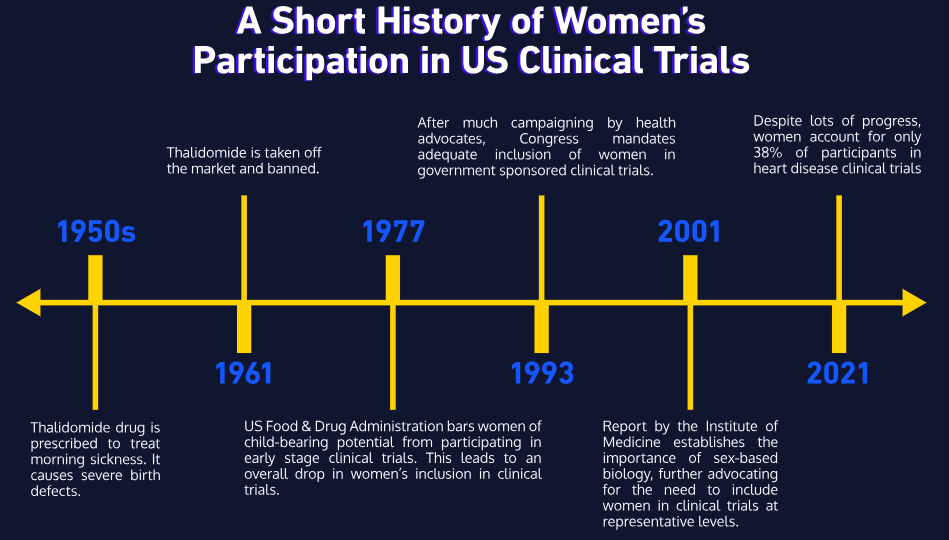 A Short History of Women's
Participation in US Clinical Trials
1950s
Thalidomide drug is
prescribed to treat
morning sickness. It
causes severe birth
defects.
Thalidomide is taken off
the market and banned.
1961
1977
US Food & Drug Administration bars women of
child-bearing potential from participating in
early stage clinical trials. This leads to an
overall drop in women's inclusion in clinical
trials.
After much campaigning by health
advocates, Congress mandates
adequate inclusion of women in
government sponsored clinical trials.
1993
2001
Report by the Institute of
Medicine establishes the
importance of sex-based
biology, further advocating
for the need to include
women in clinical trials at
representative levels.
Despite lots of progress,
women account for only
38% of participants in
heart disease clinical trials
2021